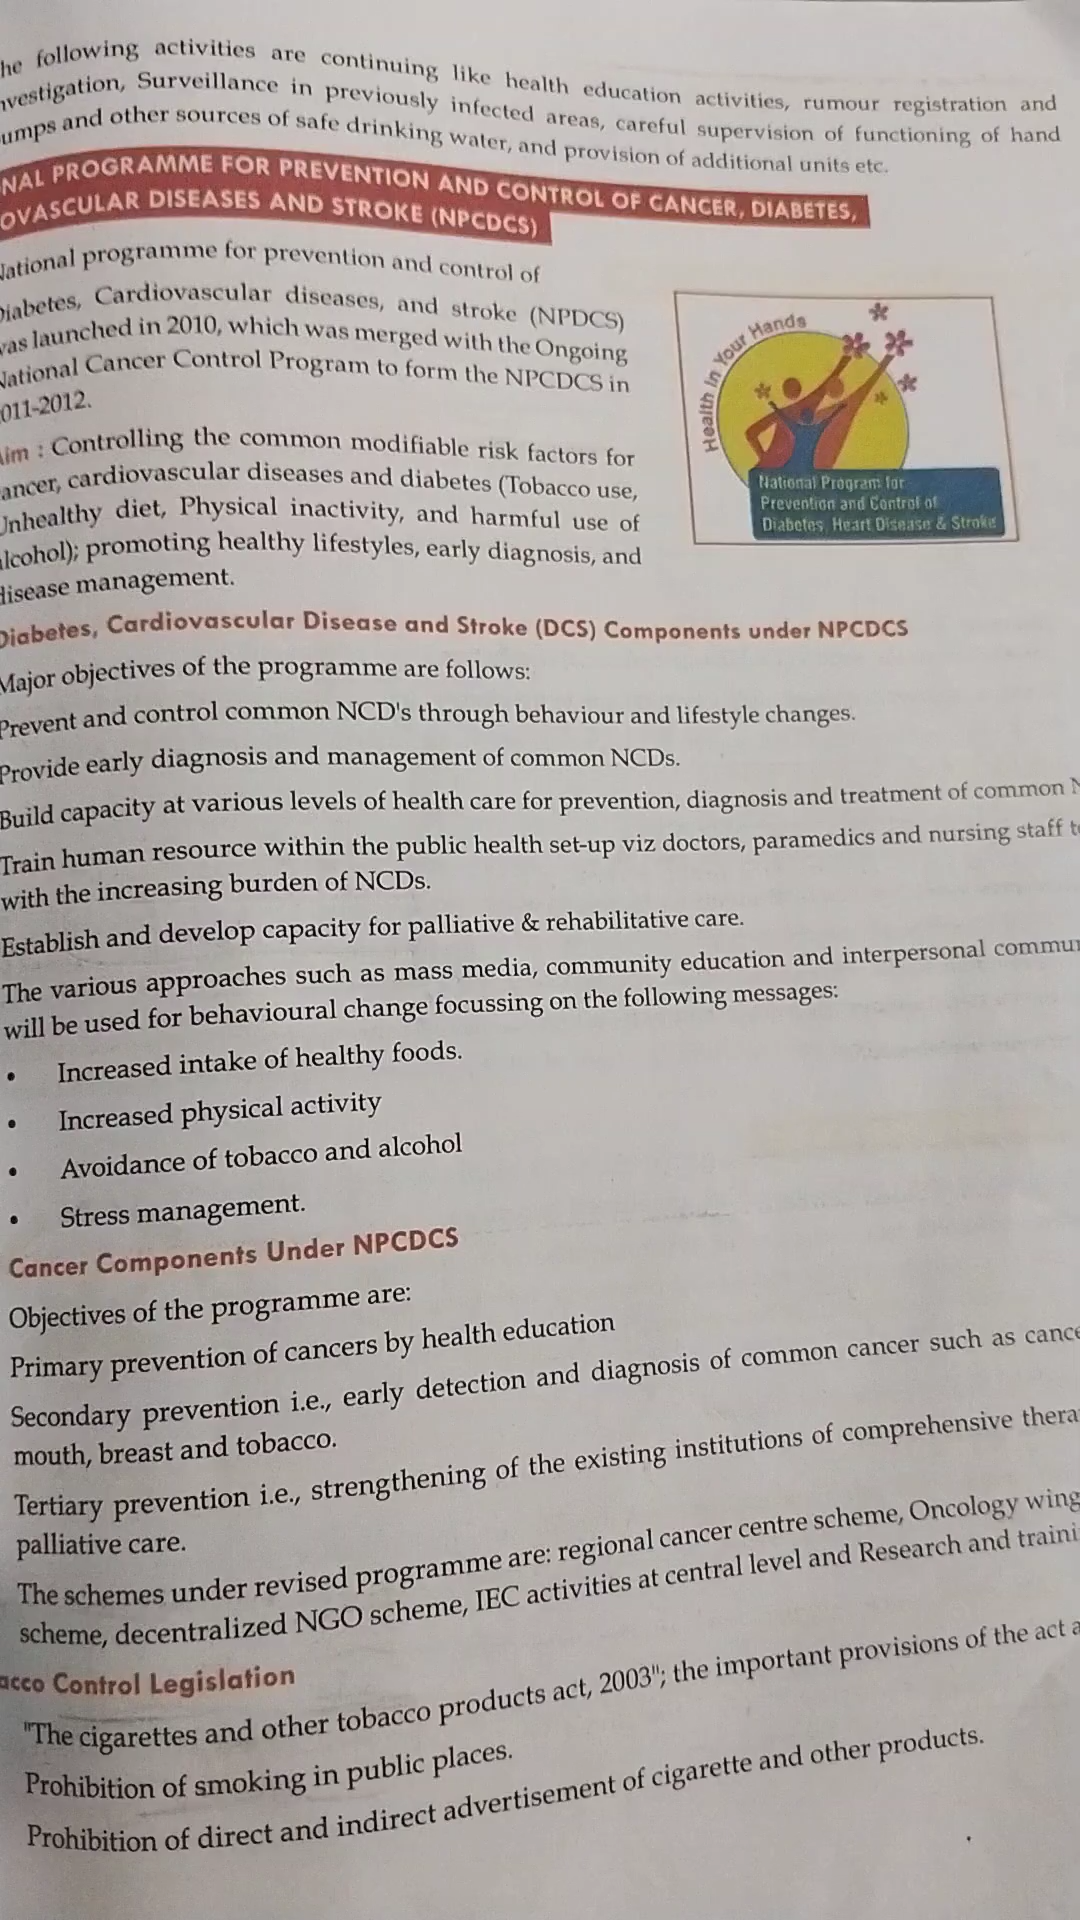 he following activities are continuing like health education activities, rumour registration and
nvestigation, Surveillance in previously infected areas, careful supervision of functioning of hand
umps and other sources of safe drinking water, and provision of additional units etc.
NAL PROGRAMME FOR PREVENTION AND CONTROL OF CANCER, DIABETES,
OVASCULAR DISEASES AND STROKE (NPCDCS)
National programme for prevention and control of
Diabetes, Cardiovascular diseases, and stroke (NPDCS)
was launched in 2010, which was merged with the Ongoing
National Cancer Control Program to form the NPCDCS in
011-2012.
Aim : Controlling the common modifiable risk factors for
ancer, cardiovascular diseases and diabetes (Tobacco use,
Unhealthy diet, Physical inactivity, and harmful use of
lcohol); promoting healthy lifestyles, early diagnosis, and
disease management.
Health In Your Hands
National Program for
Prevention and Control of
Diabetes, Heart Disease & Stroke
Diabetes, Cardiovascular Disease and Stroke (DCS) Components under NPCDCS
Major objectives of the programme are follows:
Prevent and control common NCD's through behaviour and lifestyle changes.
Provide early diagnosis and management of common NCDs.
Build capacity at various levels of health care for prevention, diagnosis and treatment of common N
Train human resource within the public health set-up viz doctors, paramedics and nursing staff to
with the increasing burden of NCDs.
Establish and develop capacity for palliative & rehabilitative care.
The various approaches such as mass media, community education and interpersonal commun
will be used for behavioural change focussing on the following messages:
• Increased intake of healthy foods.
• Increased physical activity
• Avoidance of tobacco and alcohol
• Stress management.
Cancer Components Under NPCDCS
Objectives of the programme are:
Primary prevention of cancers by health education
Secondary prevention i.e., early detection and diagnosis of common cancer such as cance
mouth, breast and tobacco.
Tertiary prevention i.e., strengthening of the existing institutions of comprehensive thera
palliative care.
The schemes under revised programme are: regional cancer centre scheme, Oncology wing
scheme, decentralized NGO scheme, IEC activities at central level and Research and traini
acco Control Legislation
"The cigarettes and other tobacco products act, 2003"; the important provisions of the act a
Prohibition of smoking in public places.
Prohibition of direct and indirect advertisement of cigarette and other products.